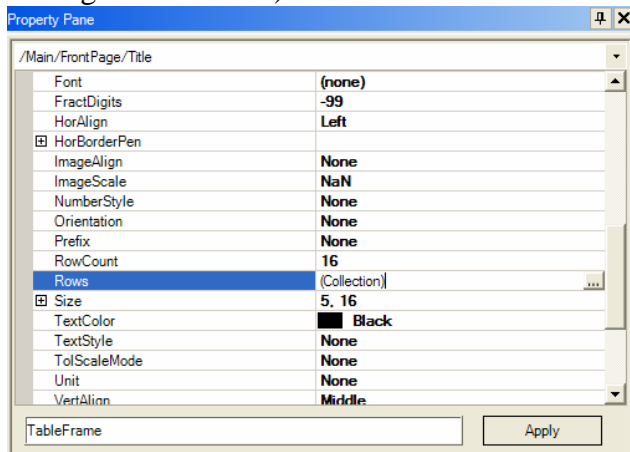 Property Pane
/Main/FrontPage/Title
Font (none)
FractDigits -99
HorAlign Left
HorBorderPen
ImageAlign None
ImageScale NaN
NumberStyle None
Orientation None
Prefix None
RowCount 16
Rows (Collection) ...
Size 5, 16
TextColor Black
TextStyle None
TolScaleMode None
Unit None
VertAlign Middle
TableFrame Apply